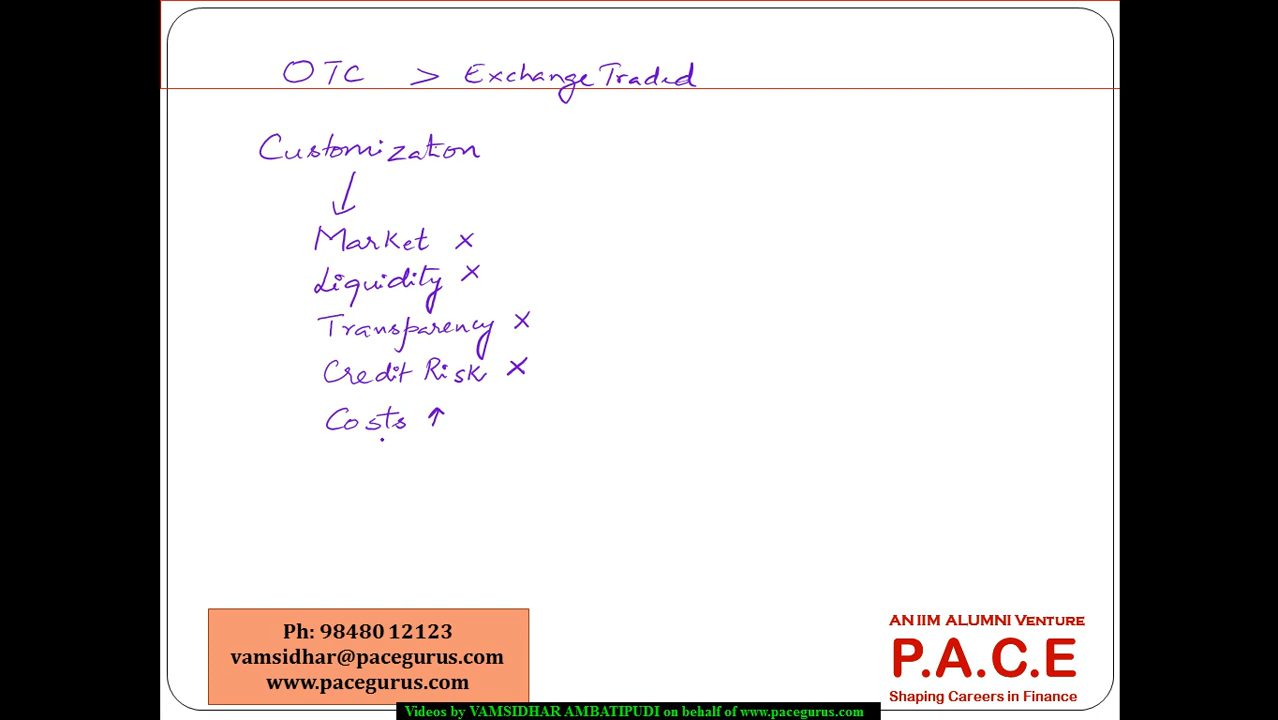 OTC > Exchange Traded
Customization
↓
Market ×
Liquidity ×
Transparency ×
Credit Risk ×
Costs ↑
Ph: 98480 12123
vamsidhar@pacegurus.com
www.pacegurus.com
AN IIM ALUMNI VENTURE
P.A.C.E
Shaping Careers in Finance
Videos by VAMSIDHAR AMBATIPUDI on behalf of www.pacegurus.com